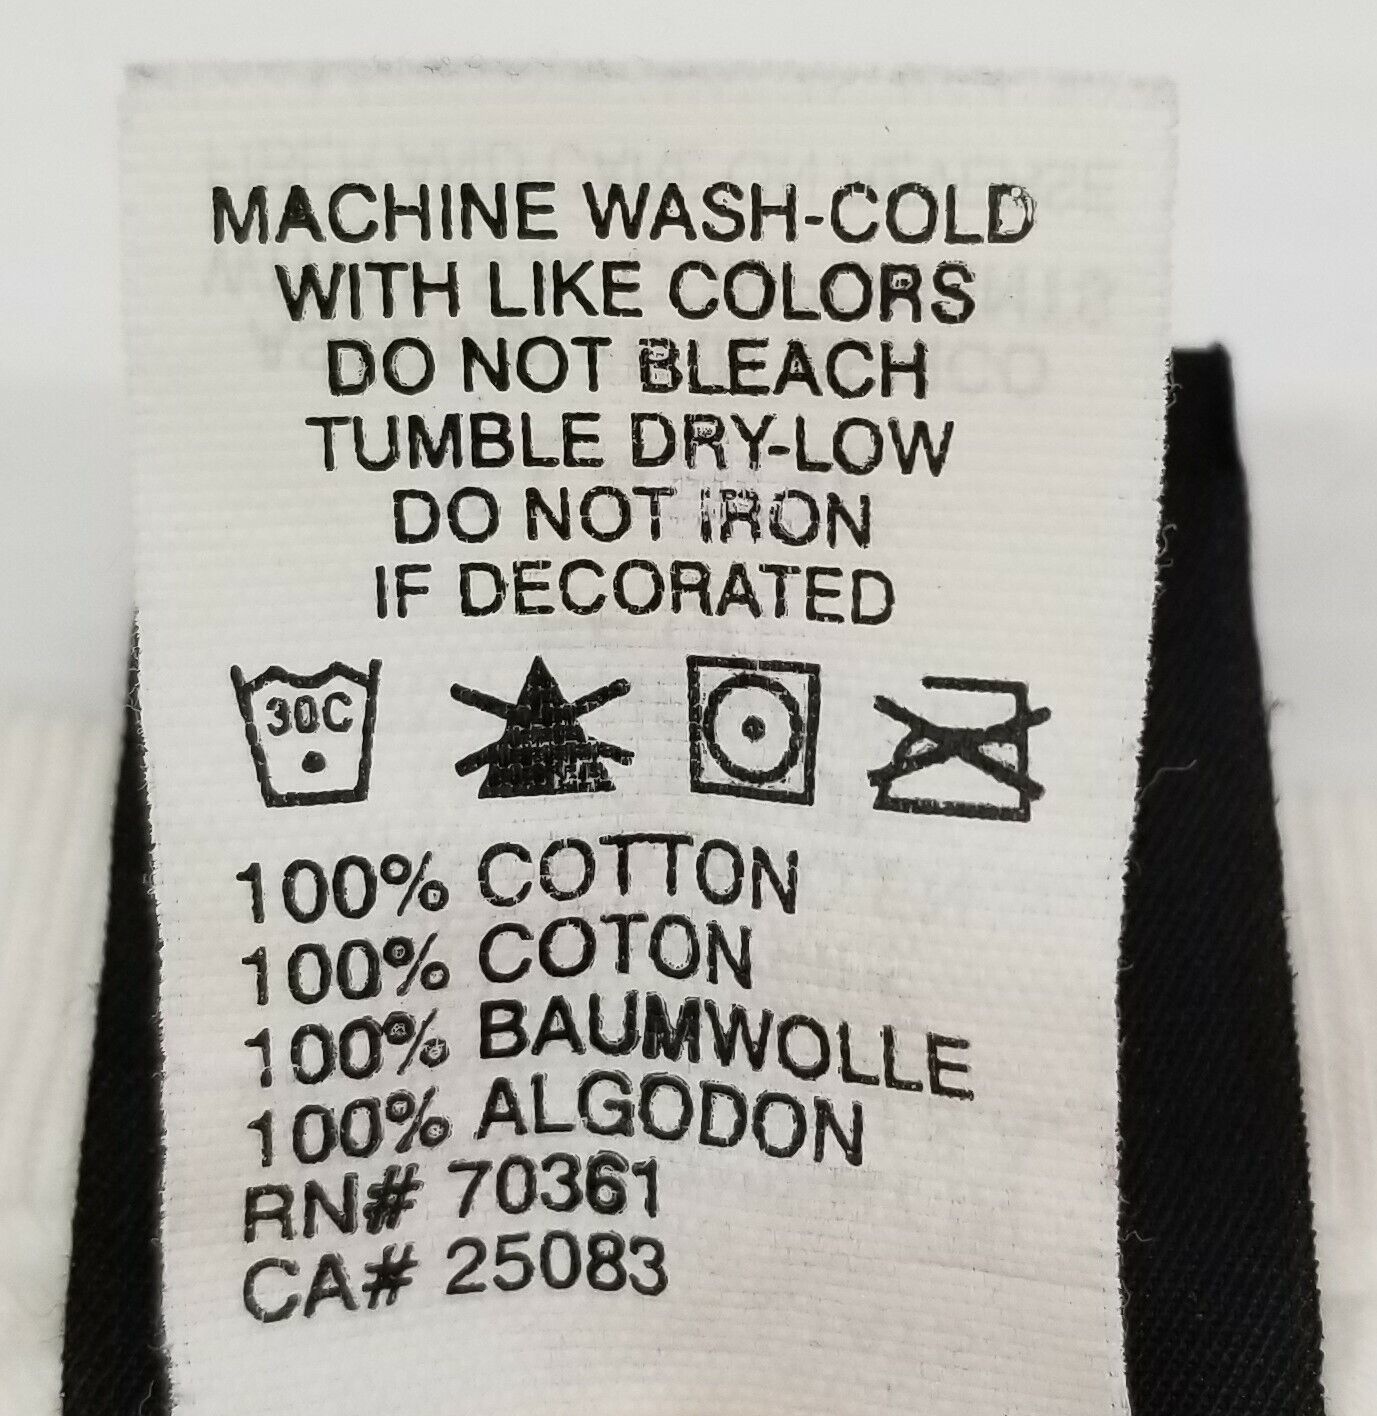 MACHINE WASH-COLD
WITH LIKE COLORS
DO NOT BLEACH
TUMBLE DRY-LOW
DO NOT IRON
IF DECORATED
30C
100% COTTON
100% COTON
100% BAUMWOLLE
100% ALGODON
RN# 70361
CA# 25083